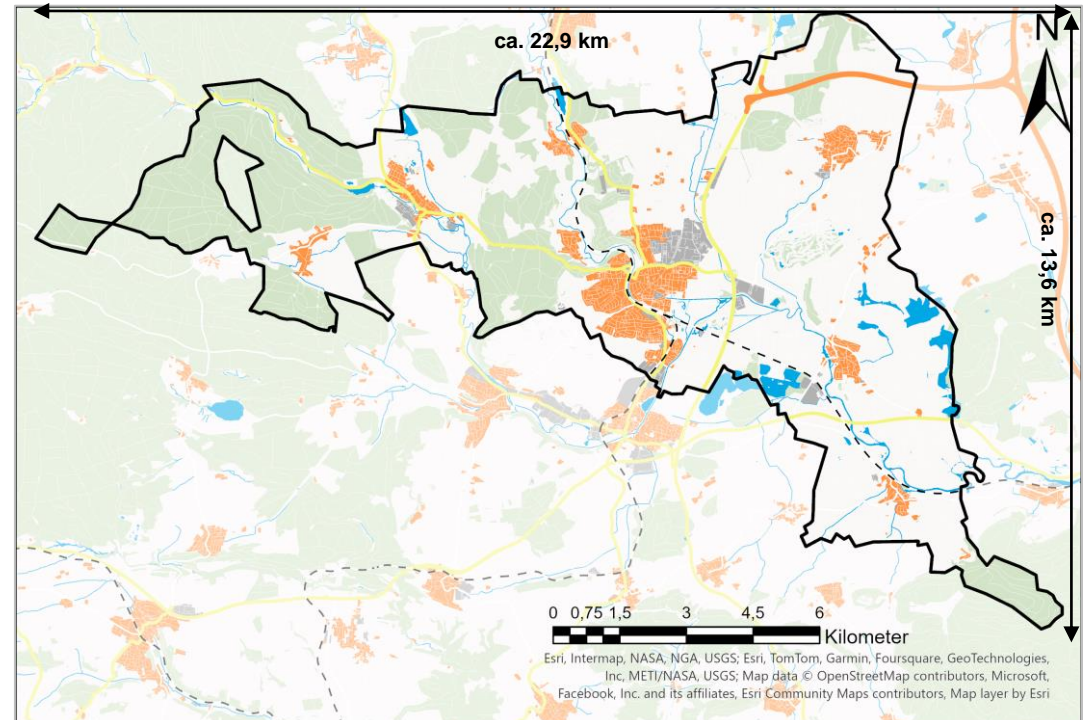 ca. 22,9 km
N
ca. 13,6 km
0 0,75 1,5 3 4,5 6
Kilometer
Esri, Intermap, NASA, NGA, USGS; Esri, TomTom, Garmin, Foursquare, GeoTechnologies,
Inc, METI/NASA, USGS; Map data © OpenStreetMap contributors, Microsoft,
Facebook, Inc. and its affiliates, Esri Community Maps contributors, Map layer by Esri